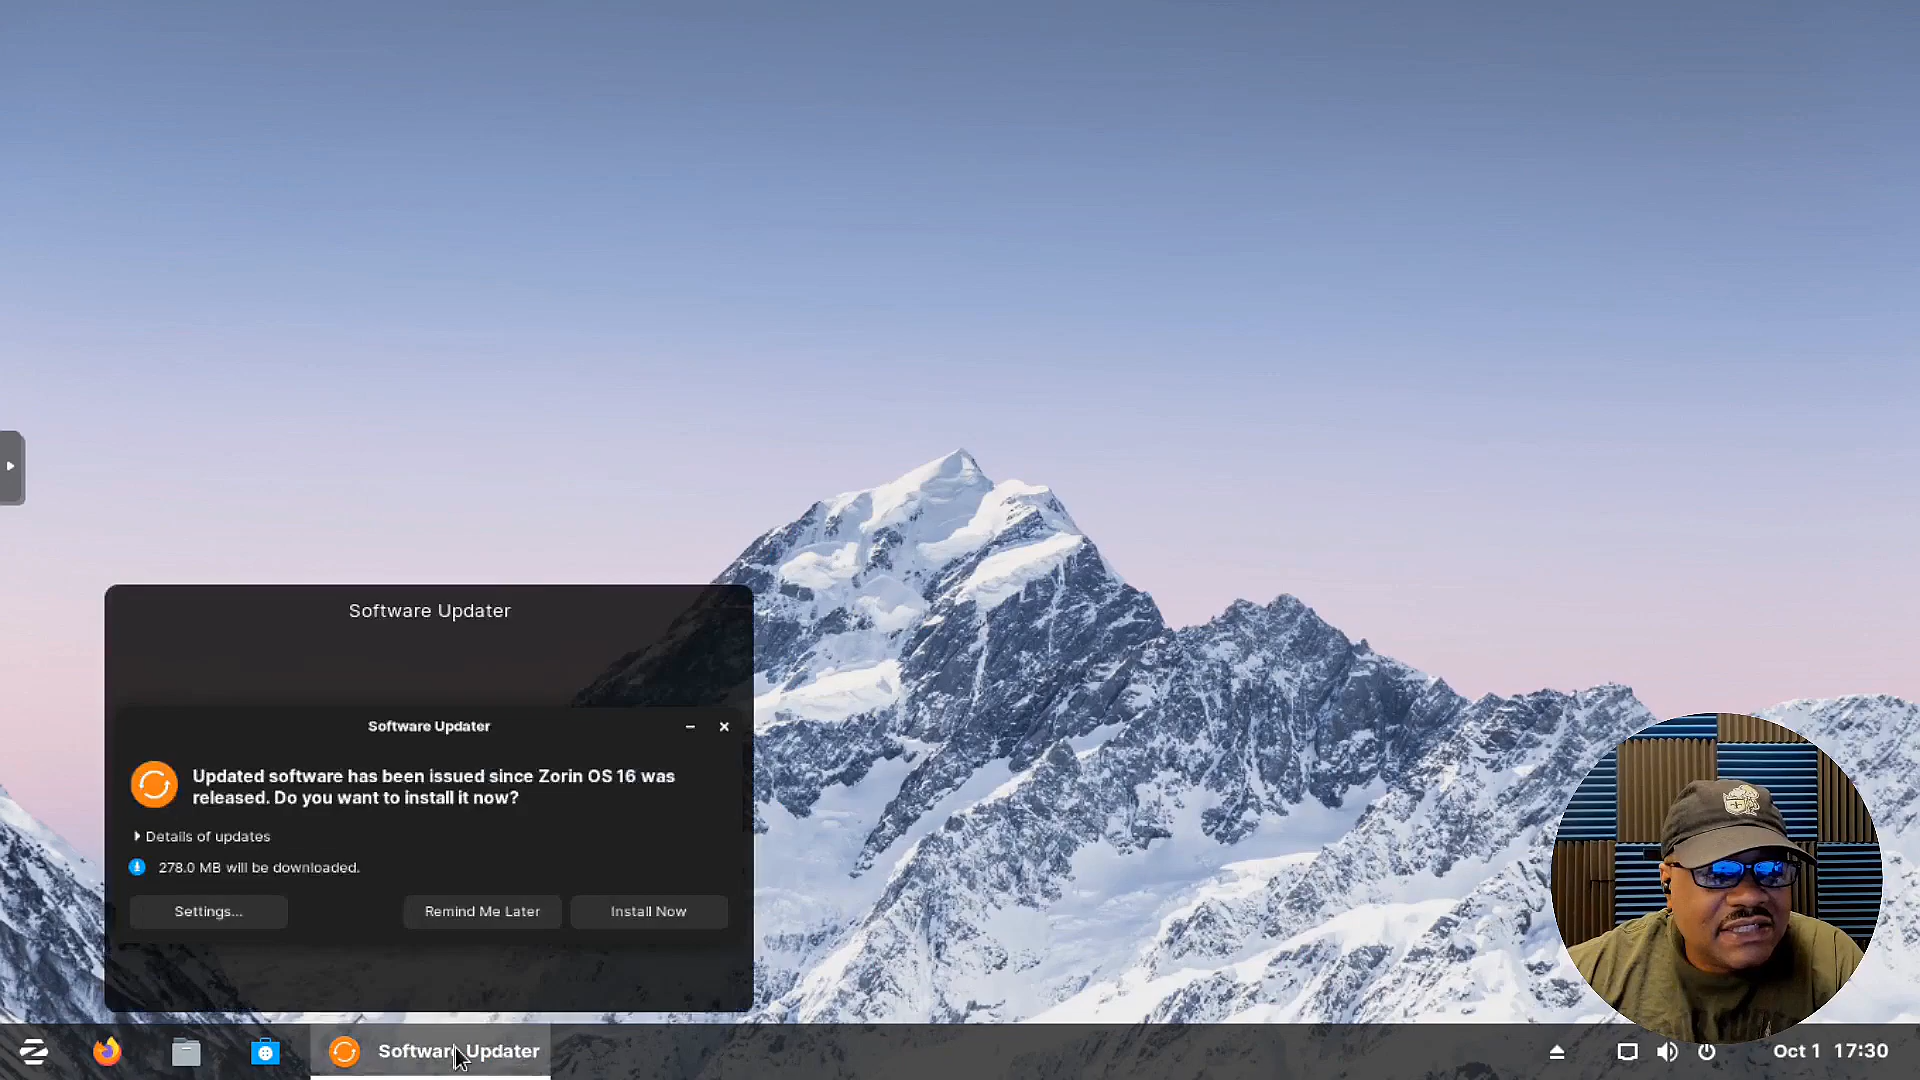 Software Updater
Software Updater
Updated software has been issued since Zorin OS 16 was
released. Do you want to install it now?
Details of updates
278.0 MB will be downloaded.
Settings...
Remind Me Later
Install Now
Software Updater
Oct 1 17:30